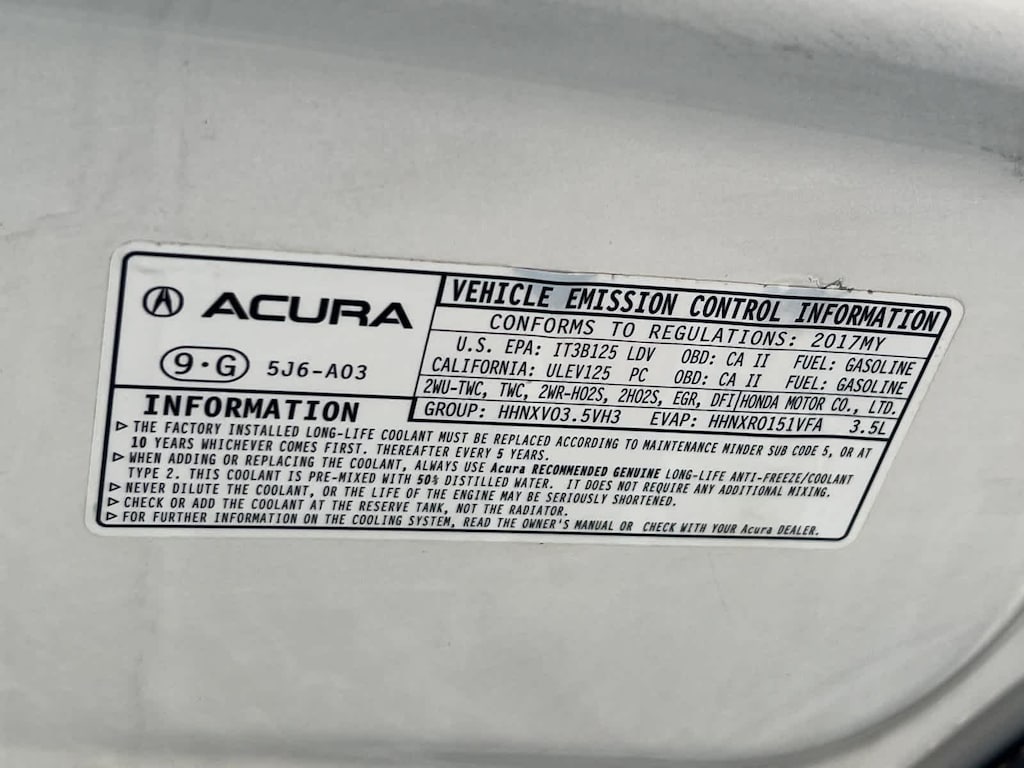 ACURA
9·G 5J6-A03
VEHICLE EMISSION CONTROL INFORMATION
CONFORMS TO REGULATIONS: 2017MY
U.S. EPA: IT3B125 LDV OBD: CA II FUEL: GASOLINE
CALIFORNIA: ULEV125 PC OBD: CA II FUEL: GASOLINE
2WU-TWC, TWC, 2WR-HO2S, 2HO2S, EGR, DFI HONDA MOTOR CO., LTD.
GROUP: HHNXV03.5VH3 EVAP: HHNXR0151VFA 3.5L
INFORMATION
▷ THE FACTORY INSTALLED LONG-LIFE COOLANT MUST BE REPLACED ACCORDING TO MAINTENANCE MINDER SUB CODE 5, OR AT
10 YEARS WHICHEVER COMES FIRST. THEREAFTER EVERY 5 YEARS.
▷ WHEN ADDING OR REPLACING THE COOLANT, ALWAYS USE Acura RECOMMENDED GENUINE LONG-LIFE ANTI-FREEZE/COOLANT
TYPE 2. THIS COOLANT IS PRE-MIXED WITH 50% DISTILLED WATER. IT DOES NOT REQUIRE ANY ADDITIONAL MIXING.
▷ NEVER DILUTE THE COOLANT, OR THE LIFE OF THE ENGINE MAY BE SERIOUSLY SHORTENED.
▷ CHECK OR ADD THE COOLANT AT THE RESERVE TANK, NOT THE RADIATOR.
▷ FOR FURTHER INFORMATION ON THE COOLING SYSTEM, READ THE OWNER'S MANUAL OR CHECK WITH YOUR Acura DEALER.